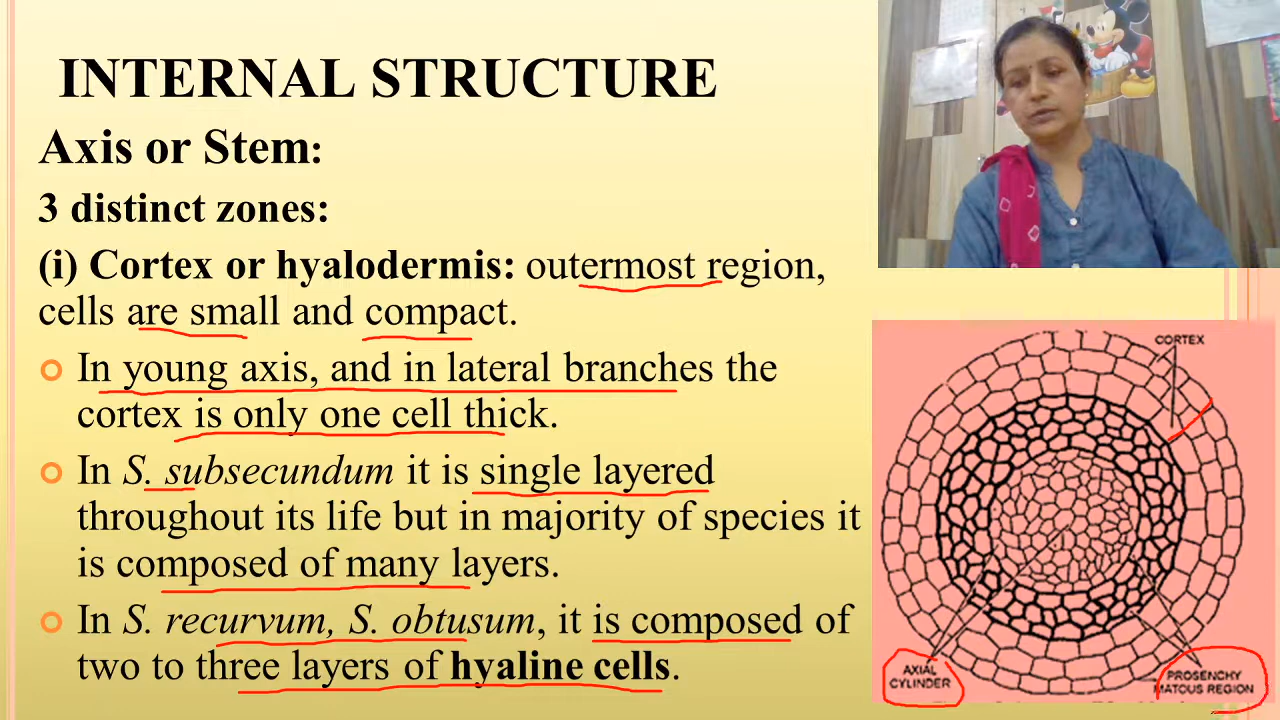 INTERNAL STRUCTURE
Axis or Stem:
3 distinct zones:
(i) Cortex or hyalodermis: outermost region,
cells are small and compact.
In young axis, and in lateral branches the
cortex is only one cell thick.
In S. subsecundum it is single layered
throughout its life but in majority of species it
is composed of many layers.
In S. recurvum, S. obtusum, it is composed of
two to three layers of hyaline cells.
CORTEX
AXIAL
CYLINDER
PROSENCHY
MATOUS REGION